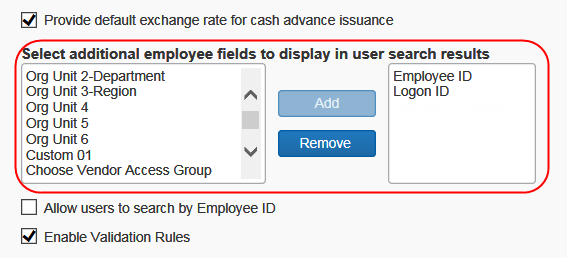 Provide default exchange rate for cash advance issuance
Select additional employee fields to display in user search results
Org Unit 2-Department
Org Unit 3-Region
Org Unit 4
Org Unit 5
Org Unit 6
Custom 01
Choose Vendor Access Group
Add
Remove
Employee ID
Logon ID
Allow users to search by Employee ID
Enable Validation Rules